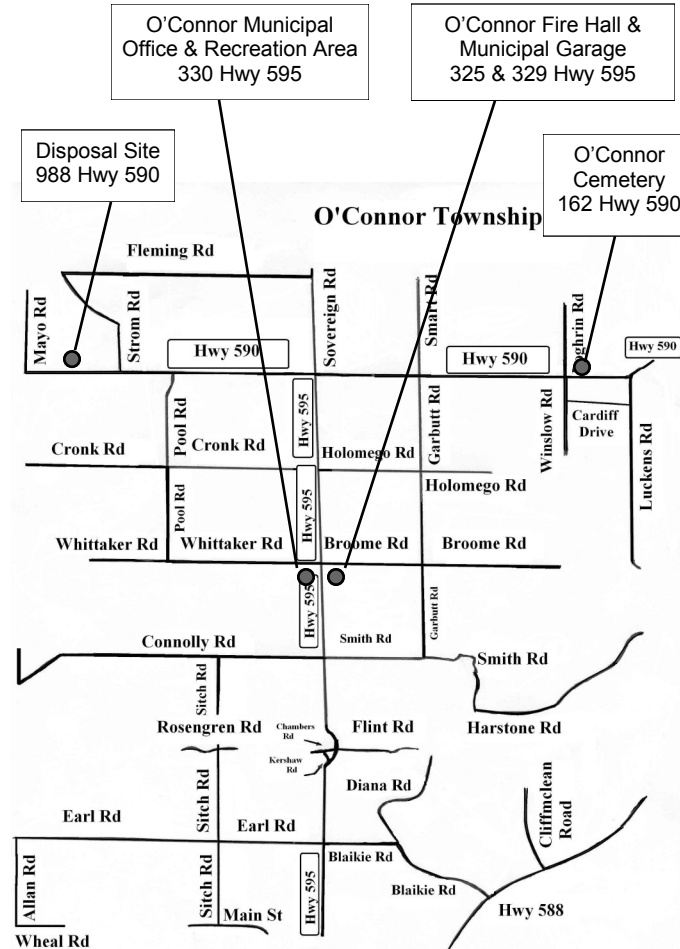 O'Connor Municipal
Office & Recreation Area
330 Hwy 595
O'Connor Fire Hall &
Municipal Garage
325 & 329 Hwy 595
Disposal Site
988 Hwy 590
O'Connor
Cemetery
162 Hwy 590
O'Connor Township
Fleming Rd
Mayo Rd
Strom Rd
Sovereign Rd
Smart Rd
Hwy 590
Hwy 590
Hwy 590
Hwy 595
Pool Rd
Garbutt Rd
Winslow Rd
Cardiff
Drive
Luckens Rd
Cronk Rd
Cronk Rd
Holomego Rd
Holomego Rd
Pool Rd
Hwy 595
Whittaker Rd
Whittaker Rd
Broome Rd
Broome Rd
Hwy 595
Garbutt Rd
Connolly Rd
Smith Rd
Smith Rd
Sitch Rd
Rosengren Rd
Chambers
Rd
Flint Rd
Harstone Rd
Kershaw
Rd
Diana Rd
Sitch Rd
Cliffmclean
Road
Earl Rd
Earl Rd
Blaikie Rd
Allan Rd
Sitch Rd
Hwy 595
Blaikie Rd
Main St
Hwy 588
Wheal Rd